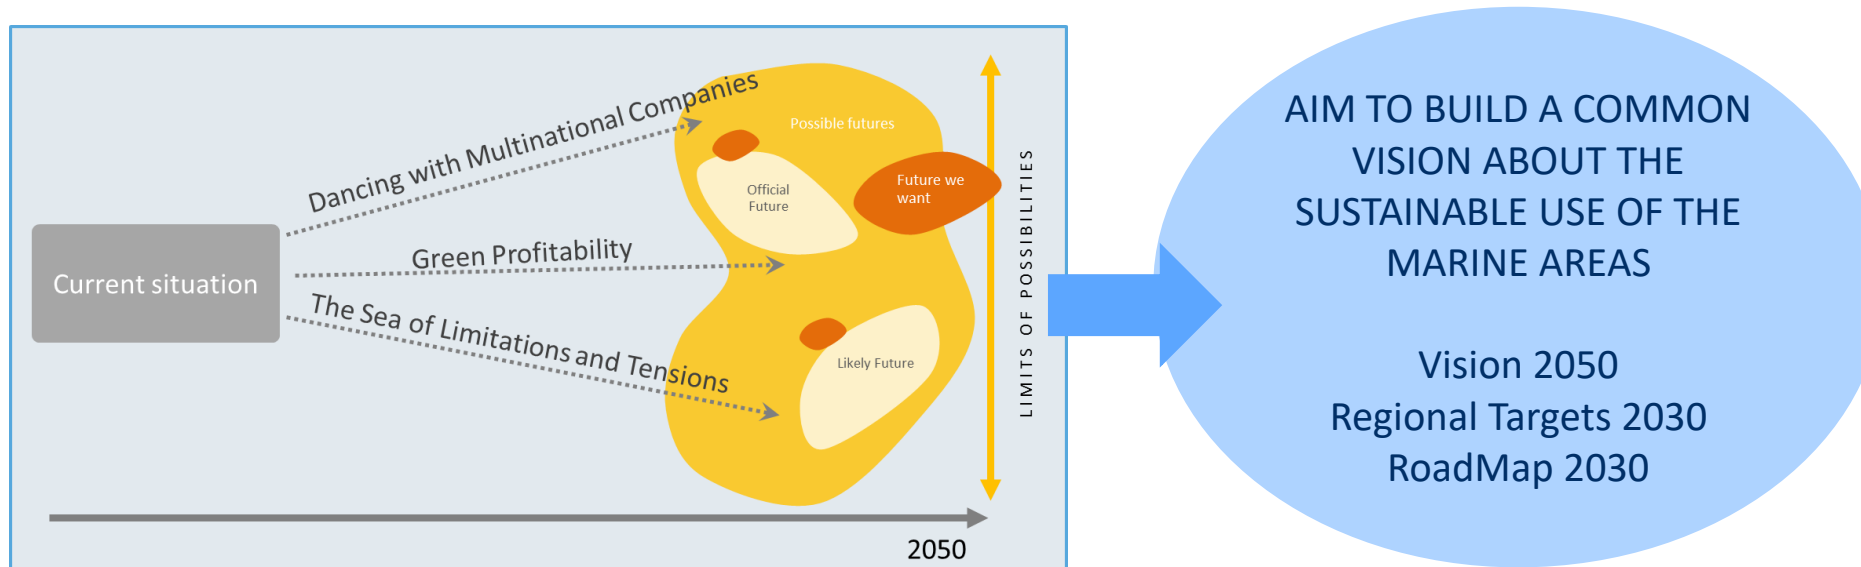 Dancing with Multinational Companies
Possible futures
Official
Future
Future we
want
Current situation
Green Profitability
The Sea of Limitations and Tensions
Likely Future
LIMITS OF POSSIBILITIES
2050
AIM TO BUILD A COMMON
VISION ABOUT THE
SUSTAINABLE USE OF THE
MARINE AREAS
Vision 2050
Regional Targets 2030
RoadMap 2030